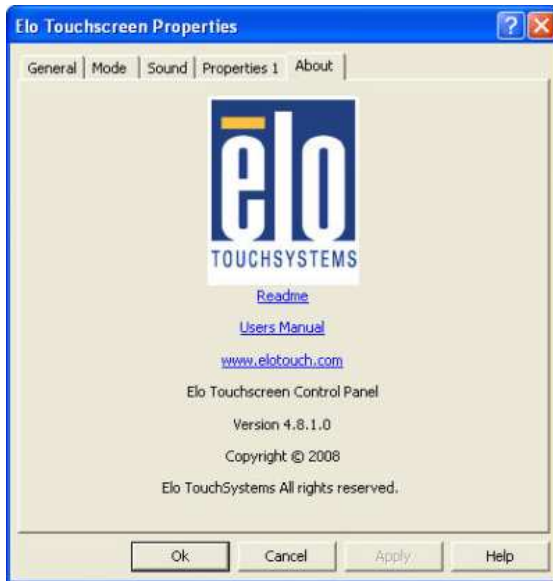 Elo Touchscreen Properties
General Mode Sound Properties 1 About
elo
TOUCHSYSTEMS
Readme
Users Manual
www.elotouch.com
Elo Touchscreen Control Panel
Version 4.8.1.0
Copyright © 2008
Elo TouchSystems All rights reserved.
Ok Cancel Apply Help